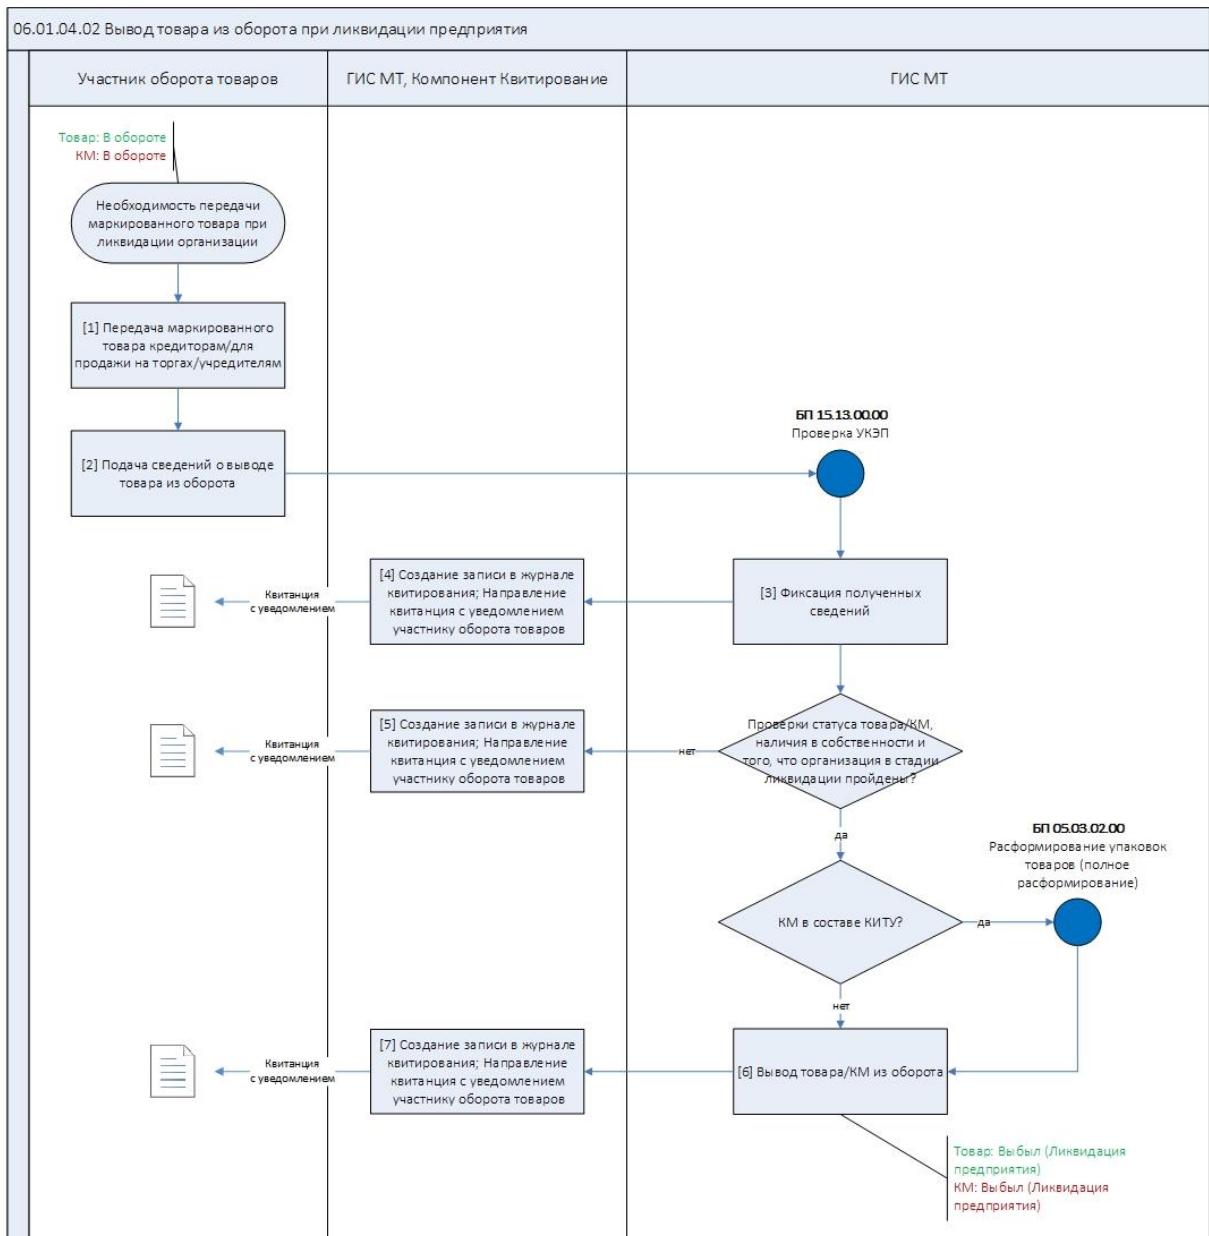 06.01.04.02 Вывод товара из оборота при ликвидации предприятия
Участник оборота товаров
ГИС МТ, Компонент Квитирование
ГИС МТ
Товар: В обороте
КМ: В обороте
Необходимость передачи
маркированного товара при
ликвидации организации
[1] Передача маркированного
товара кредиторам/для
продажи на торгах/учредителям
[2] Подача сведений о выводе
товара из оборота
БП 15.13.00.00
Проверка УКЭП
[3] Фиксация полученных
сведений
[4] Создание записи в журнале
квитирования; Направление
квитанция с уведомлением
участнику оборота товаров
Квитанция
с уведомлением
Проверки статуса товара/КМ,
наличия в собственности и
того, что организация в стадии
ликвидации пройдены?
нет
[5] Создание записи в журнале
квитирования; Направление
квитанция с уведомлением
участнику оборота товаров
Квитанция
с уведомлением
да
КМ в составе КИТУ?
да
БП 05.03.02.00
Расформирование упаковок
товаров (полное
расформирование)
нет
[6] Вывод товара/КМ из оборота
[7] Создание записи в журнале
квитирования; Направление
квитанция с уведомлением
участнику оборота товаров
Квитанция
с уведомлением
Товар: Выбыл (Ликвидация
предприятия)
КМ: Выбыл (Ликвидация
предприятия)